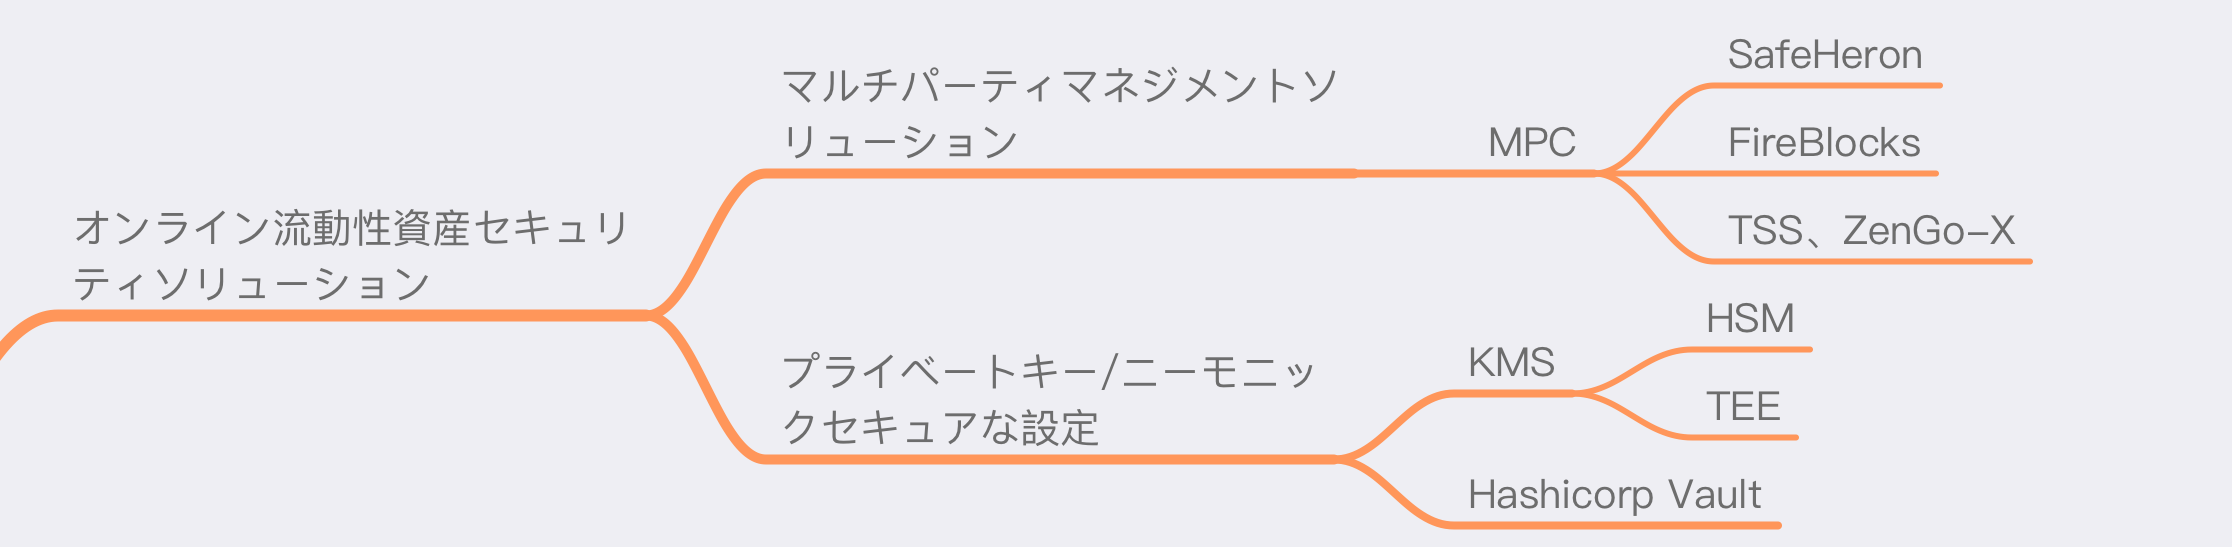 オンライン流動性資産セキュリ
ティソリューション
マルチパーティマネジメントソ
リューション
MPC
SafeHeron
FireBlocks
TSS、ZenGo-X
プライベートキー/ニーモニッ
クセキュアな設定
KMS
HSM
TEE
Hashicorp Vault